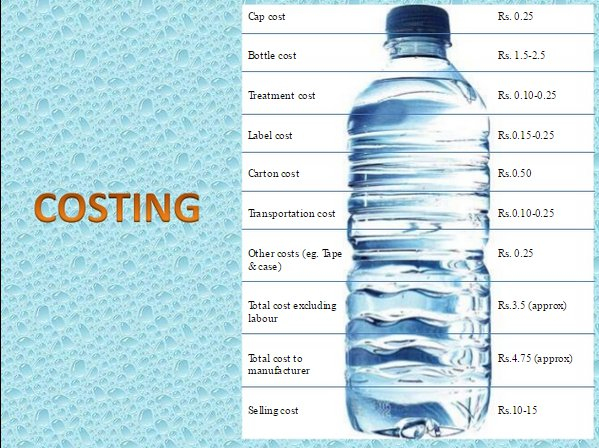 COSTING
Cap cost Rs. 0.25
Bottle cost Rs. 1.5-2.5
Treatment cost Rs. 0.10-0.25
Label cost Rs.0.15-0.25
Carton cost Rs.0.50
Transportation cost Rs.0.10-0.25
Other costs (eg. Tape Rs. 0.25
& case)
Total cost excluding Rs.3.5 (approx)
labour
Total cost to Rs.4.75 (approx)
manufacturer
Selling cost Rs.10-15